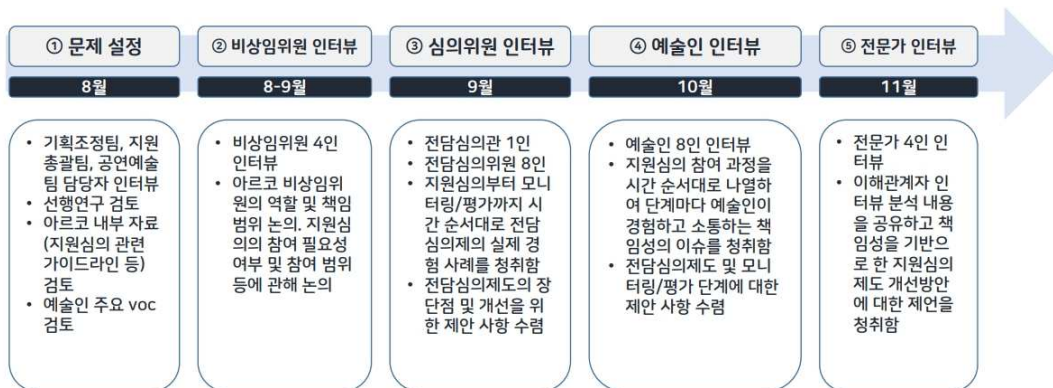 ① 문제 설정
8월
• 기획조정팀, 지원
총괄팀, 공연예술
팀 담당자 인터뷰
• 선행연구 검토
• 아르코 내부 자료
(지원심의 관련
가이드라인 등)
검토
• 예술인 주요 voc
검토
② 비상임위원 인터뷰
8-9월
• 비상임위원 4인
인터뷰
• 아르코 비상임위
원의 역할 및 책임
범위 논의. 지원심
의의 참여 필요성
여부 및 참여 범위
등에 관해 논의
③ 심의위원 인터뷰
9월
• 전담심의관 1인
• 전담심의위원 8인
• 지원심의부터 모니
터링/평가까지 시
간 순서대로 전담
심의제의 실제 경
험 사례를 청취함
• 전담심의제도의 장
단점 및 개선을 위
한 제안 사항 수렴
④ 예술인 인터뷰
10월
• 예술인 8인 인터뷰
• 지원심의 참여 과정을
시간 순서대로 나열하
여 단계마다 예술인이
경험하고 소통하는 책
임성의 이슈를 청취함
• 전담심의제도 및 모니
터링/평가 단계에 대한
제안 사항 수렴
⑤ 전문가 인터뷰
11월
• 전문가 4인 인
터뷰
• 이해관계자 인
터뷰 분석 내용
을 공유하고 책
임성을 기반으
로 한 지원심의
제도 개선방안
에 대한 제언을
청취함